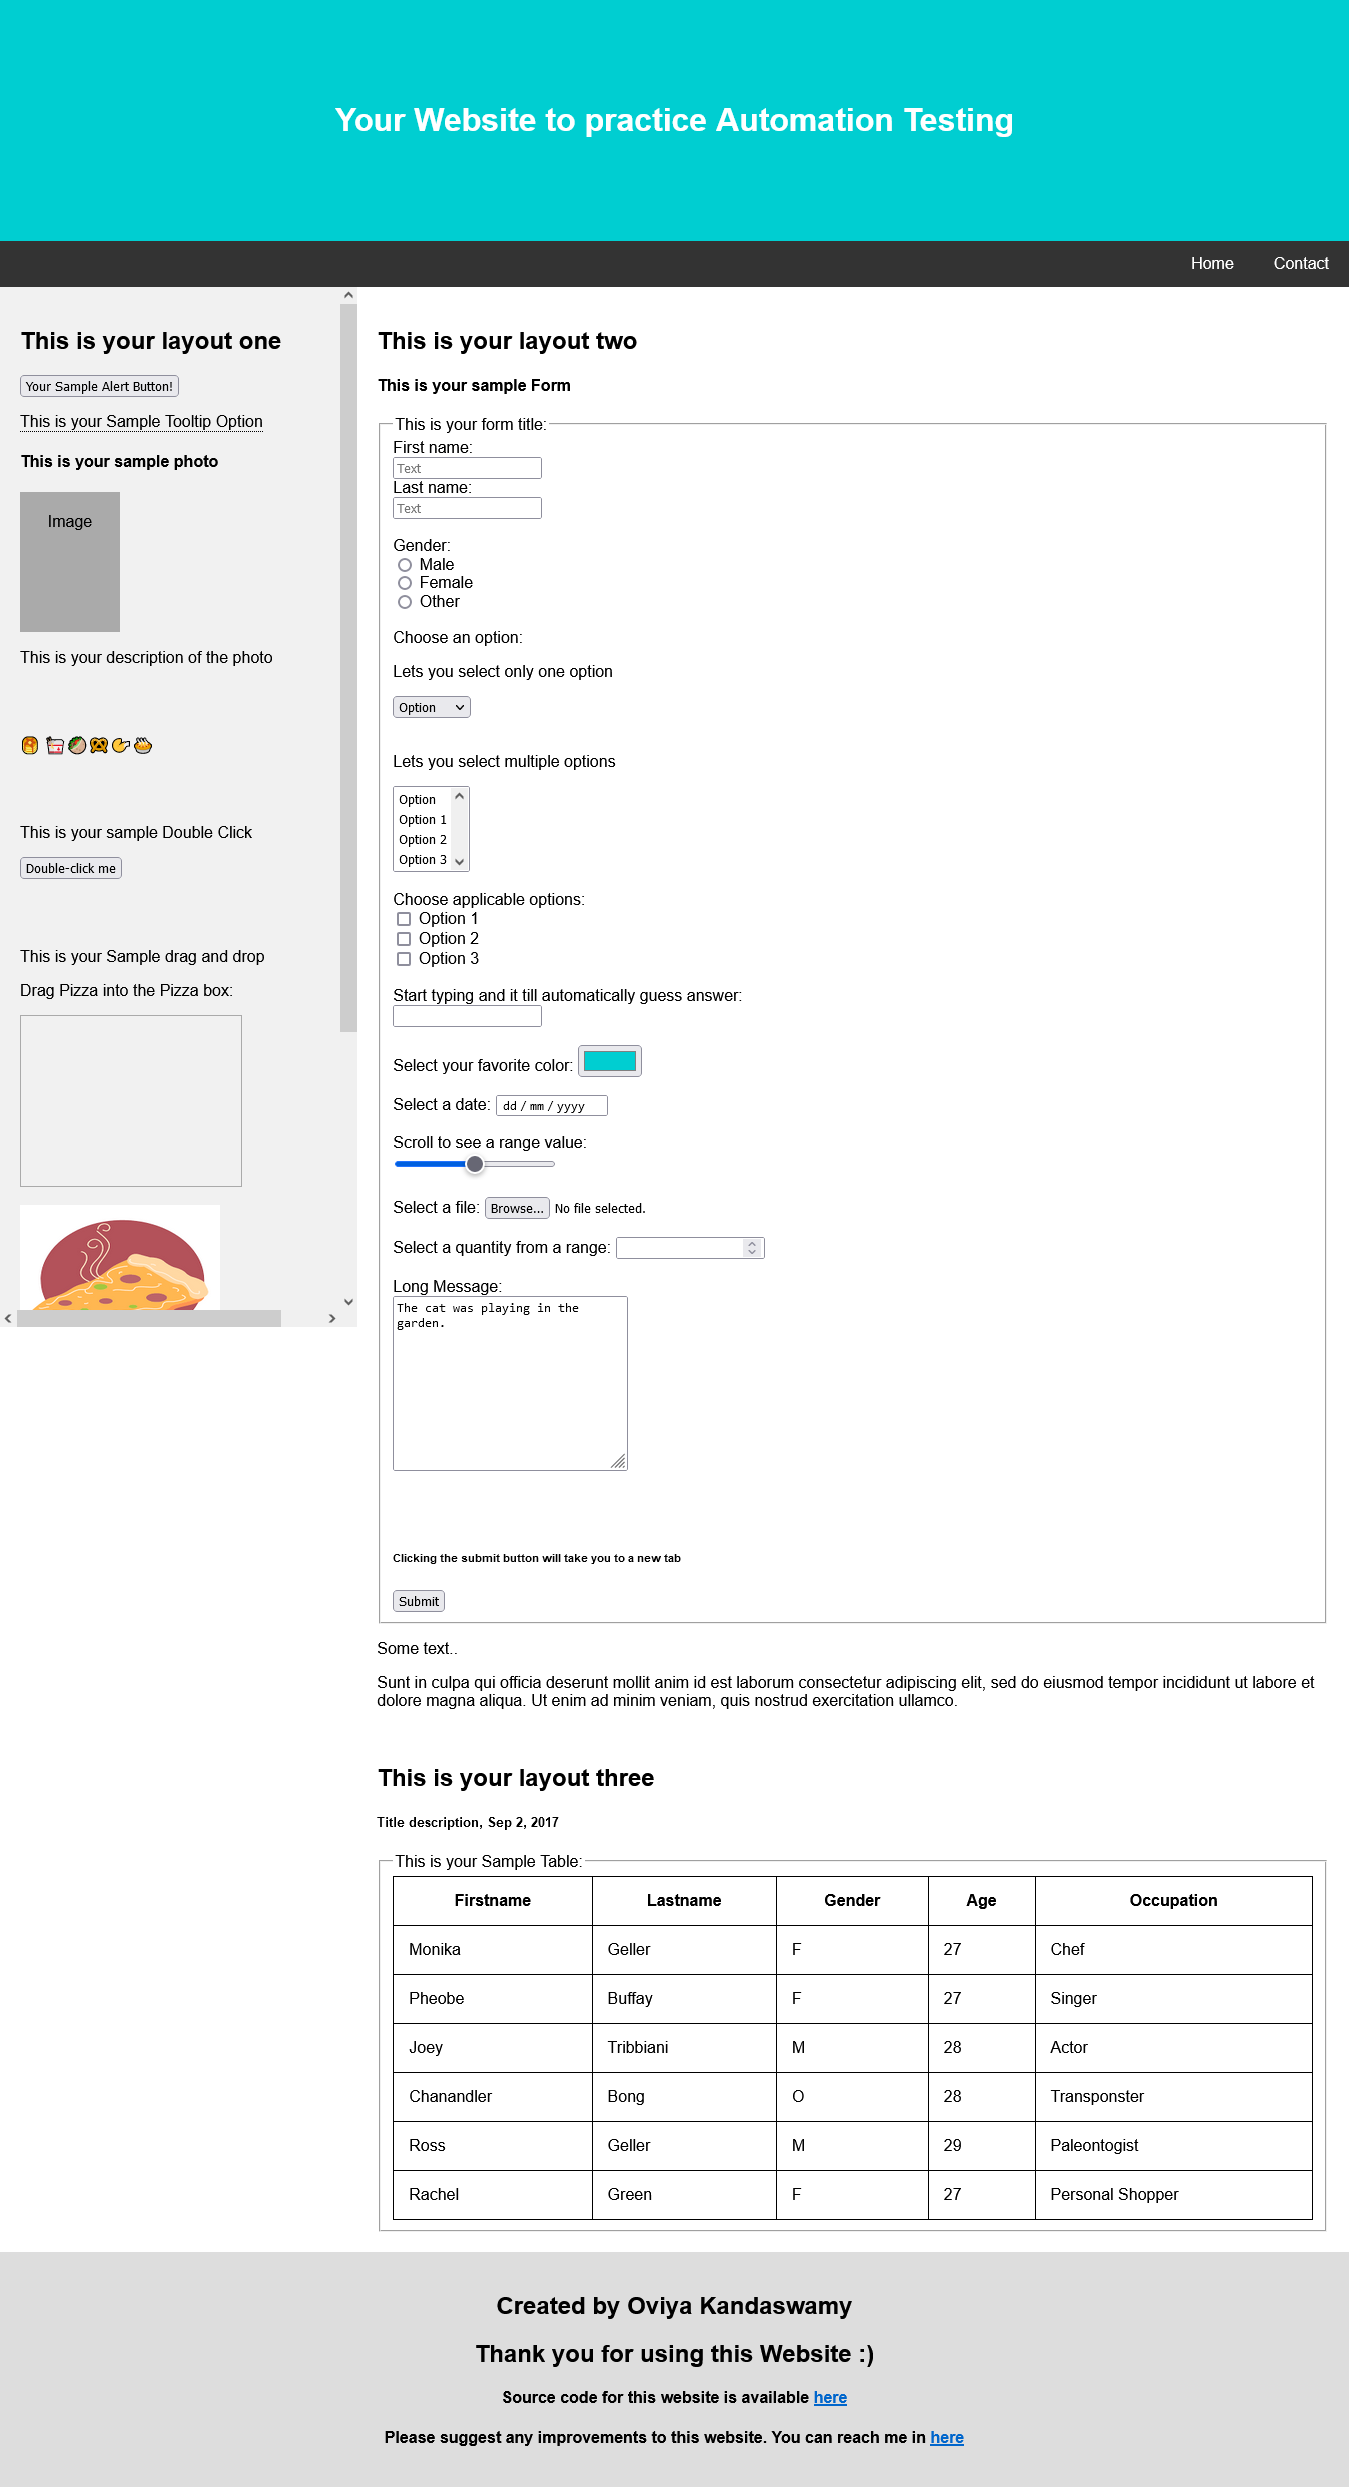 Your Website to practice Automation Testing
Home Contact
This is your layout one
Your Sample Alert Button!
This is your Sample Tooltip Option
This is your sample photo
Image
This is your description of the photo
This is your sample Double Click
Double-click me
This is your Sample drag and drop
Drag Pizza into the Pizza box:
This is your layout two
This is your sample Form
This is your form title:
First name:
Text
Last name:
Text
Gender:
Male
Female
Other
Choose an option:
Lets you select only one option
Option
Lets you select multiple options
Option
Option 1
Option 2
Option 3
Choose applicable options:
Option 1
Option 2
Option 3
Start typing and it till automatically guess answer:
Select your favorite color:
Select a date: dd / mm / yyyy
Scroll to see a range value:
Select a file: Browse... No file selected.
Select a quantity from a range:
Long Message:
The cat was playing in the
garden.
Clicking the submit button will take you to a new tab
Submit
Some text..
Sunt in culpa qui officia deserunt mollit anim id est laborum consectetur adipiscing elit, sed do eiusmod tempor incididunt ut labore et
dolore magna aliqua. Ut enim ad minim veniam, quis nostrud exercitation ullamco.
This is your layout three
Title description, Sep 2, 2017
This is your Sample Table:
Firstname Lastname Gender Age Occupation
Monika Geller F 27 Chef
Pheobe Buffay F 27 Singer
Joey Tribbiani M 28 Actor
Chanandler Bong O 28 Transponster
Ross Geller M 29 Paleontogist
Rachel Green F 27 Personal Shopper
Created by Oviya Kandaswamy
Thank you for using this Website :)
Source code for this website is available here
Please suggest any improvements to this website. You can reach me in here